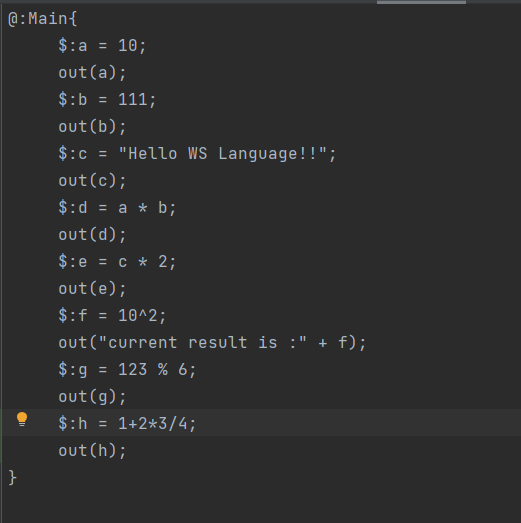 @:Main{
$:a = 10;
out(a);
$:b = 111;
out(b);
$:c = "Hello WS Language!!";
out(c);
$:d = a * b;
out(d);
$:e = c * 2;
out(e);
$:f = 10^2;
out("current result is :" + f);
$:g = 123 % 6;
out(g);
$:h = 1+2*3/4;
out(h);
}